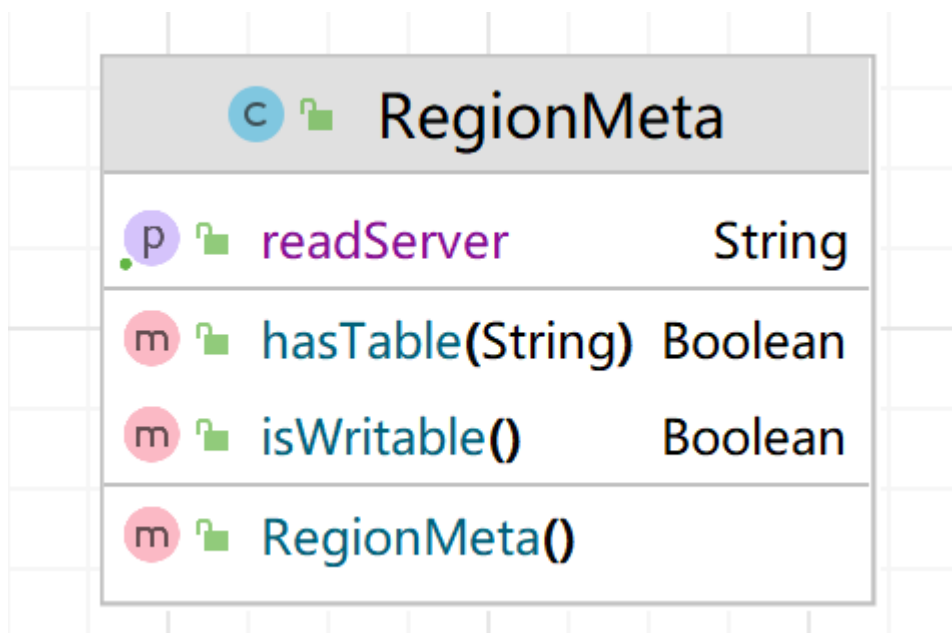 C RegionMeta
p readServer String
m hasTable(String) Boolean
m isWritable() Boolean
m RegionMeta()